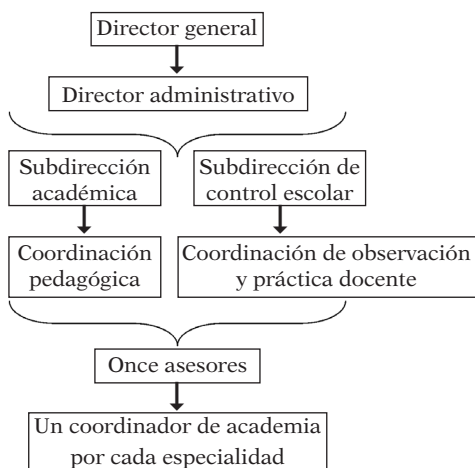 Director general
Director administrativo
Subdirección
académica
Subdirección de
control escolar
Coordinación
pedagógica
Coordinación de observación
y práctica docente
Once asesores
Un coordinador de academia
por cada especialidad